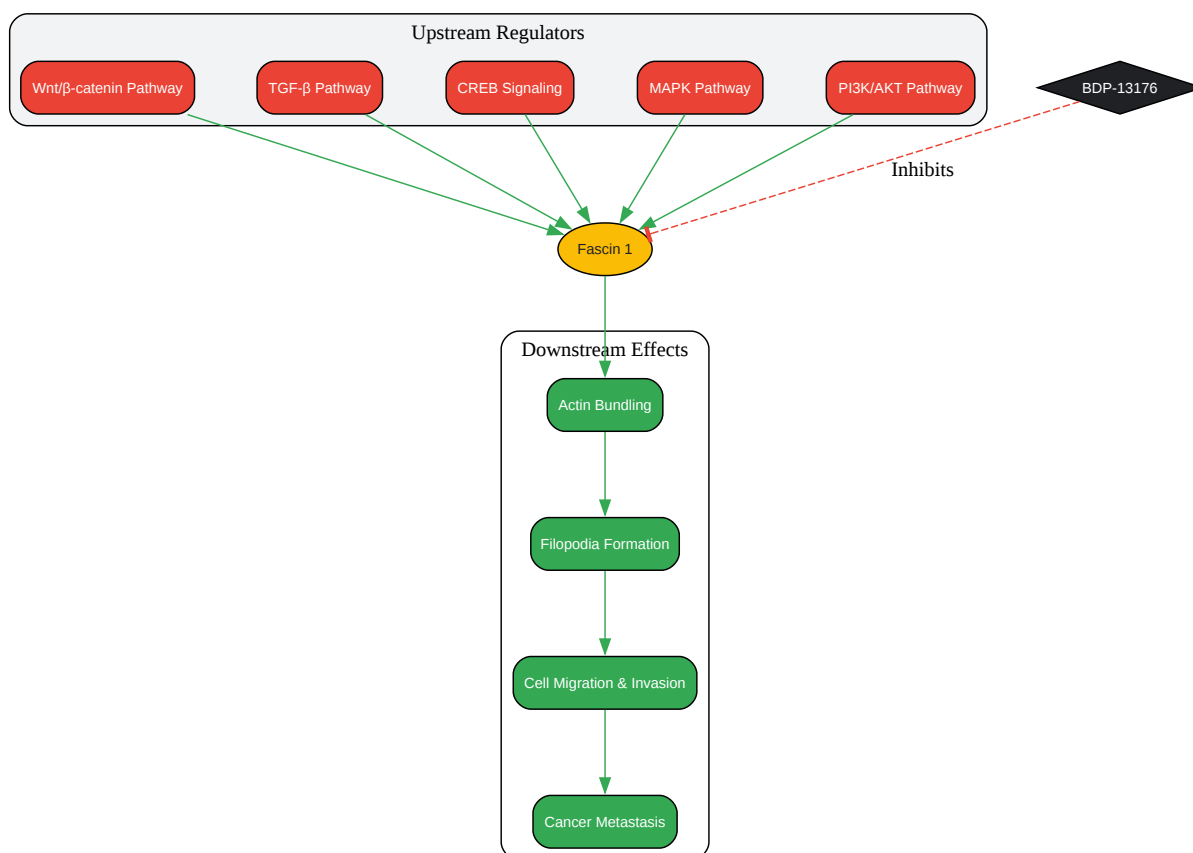 Upstream Regulators
Wnt/β-catenin Pathway
TGF-β Pathway
CREB Signaling
MAPK Pathway
PI3K/AKT Pathway
BDP-13176
Inhibits
Fascin 1
Downstream Effects
Actin Bundling
Filopodia Formation
Cell Migration & Invasion
Cancer Metastasis